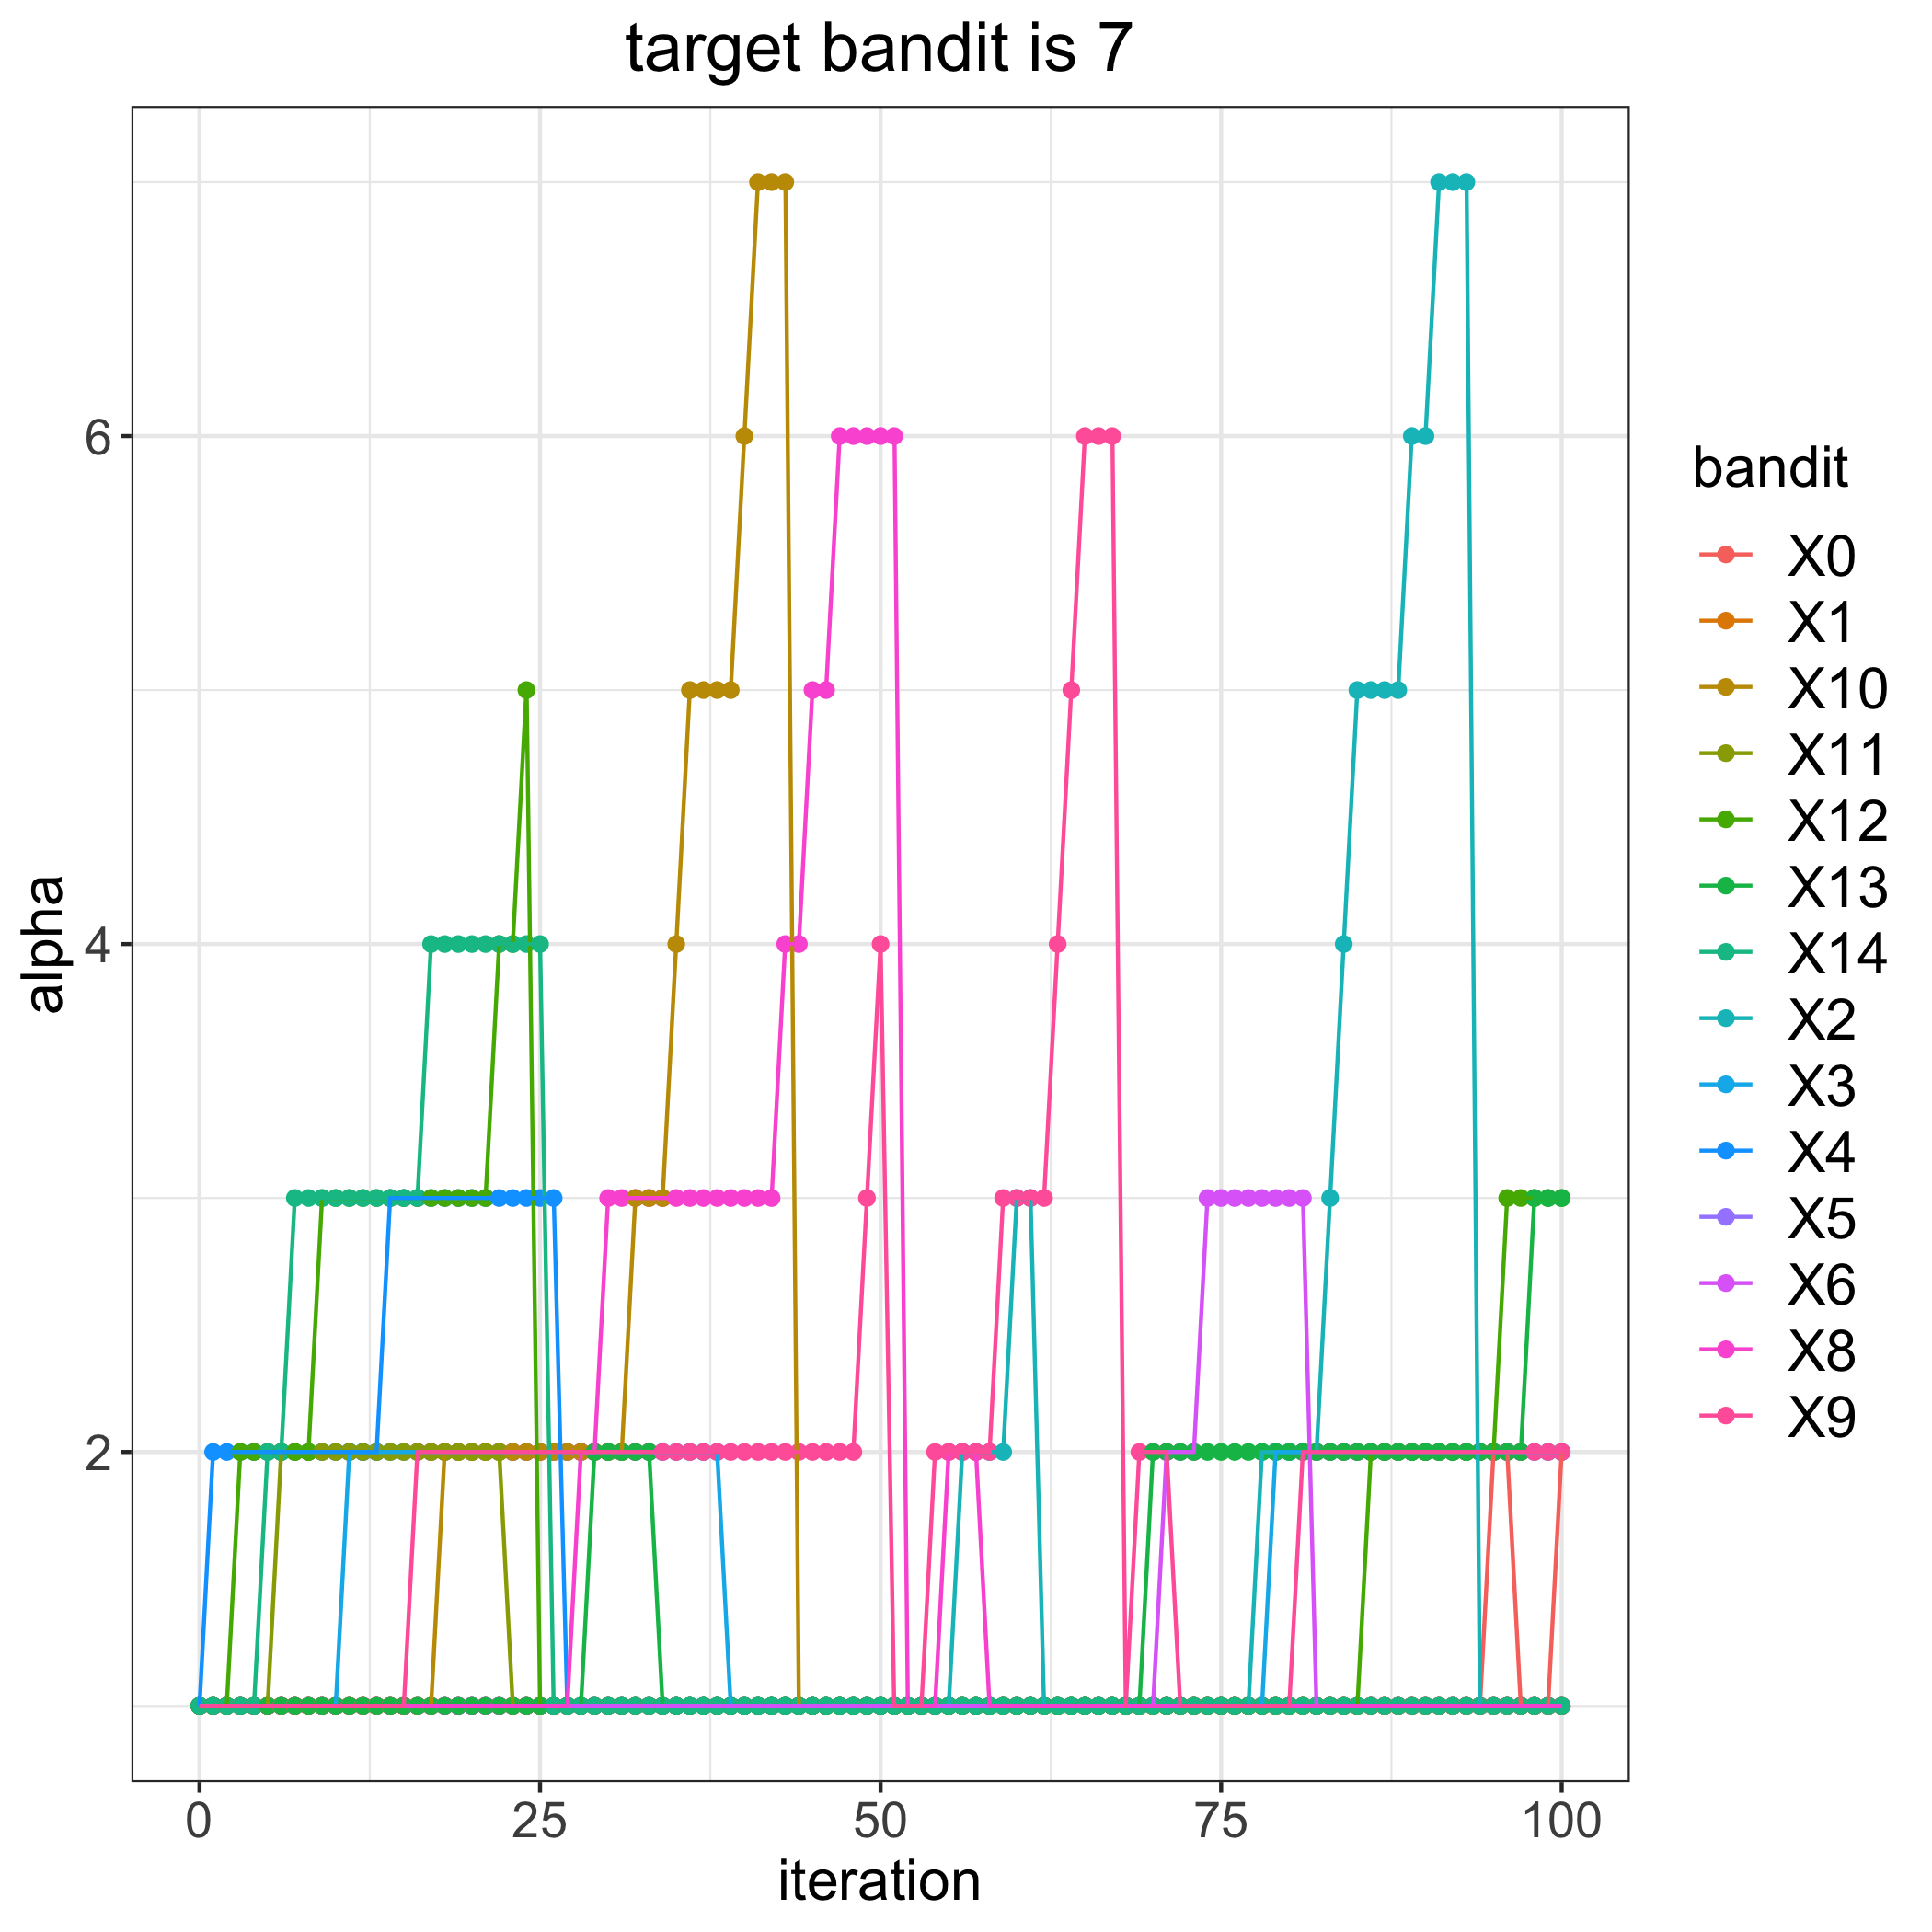 target bandit is 7
6
4
2
alpha
0 25 50 75 100
iteration
bandit
X0
X1
X10
X11
X12
X13
X14
X2
X3
X4
X5
X6
X8
X9